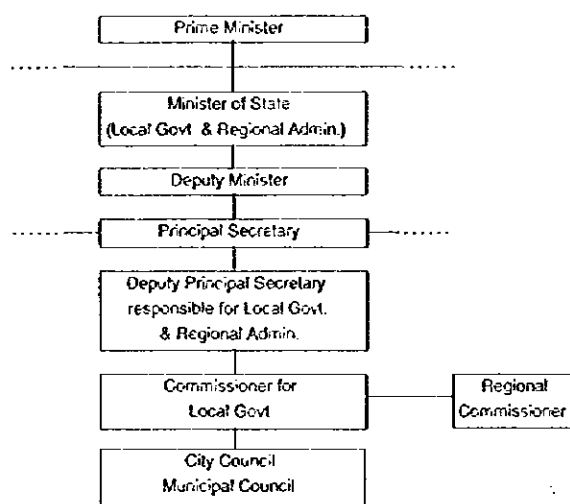 Prime Minister
Minister of State
(Local Govt. & Regional Admin.)
Deputy Minister
Principal Secretary
Deputy Principal Secretary
responsible for Local Govt.
& Regional Admin.
Commissioner for
Local Govt
Regional
Commissioner
City Council
Municipal Council